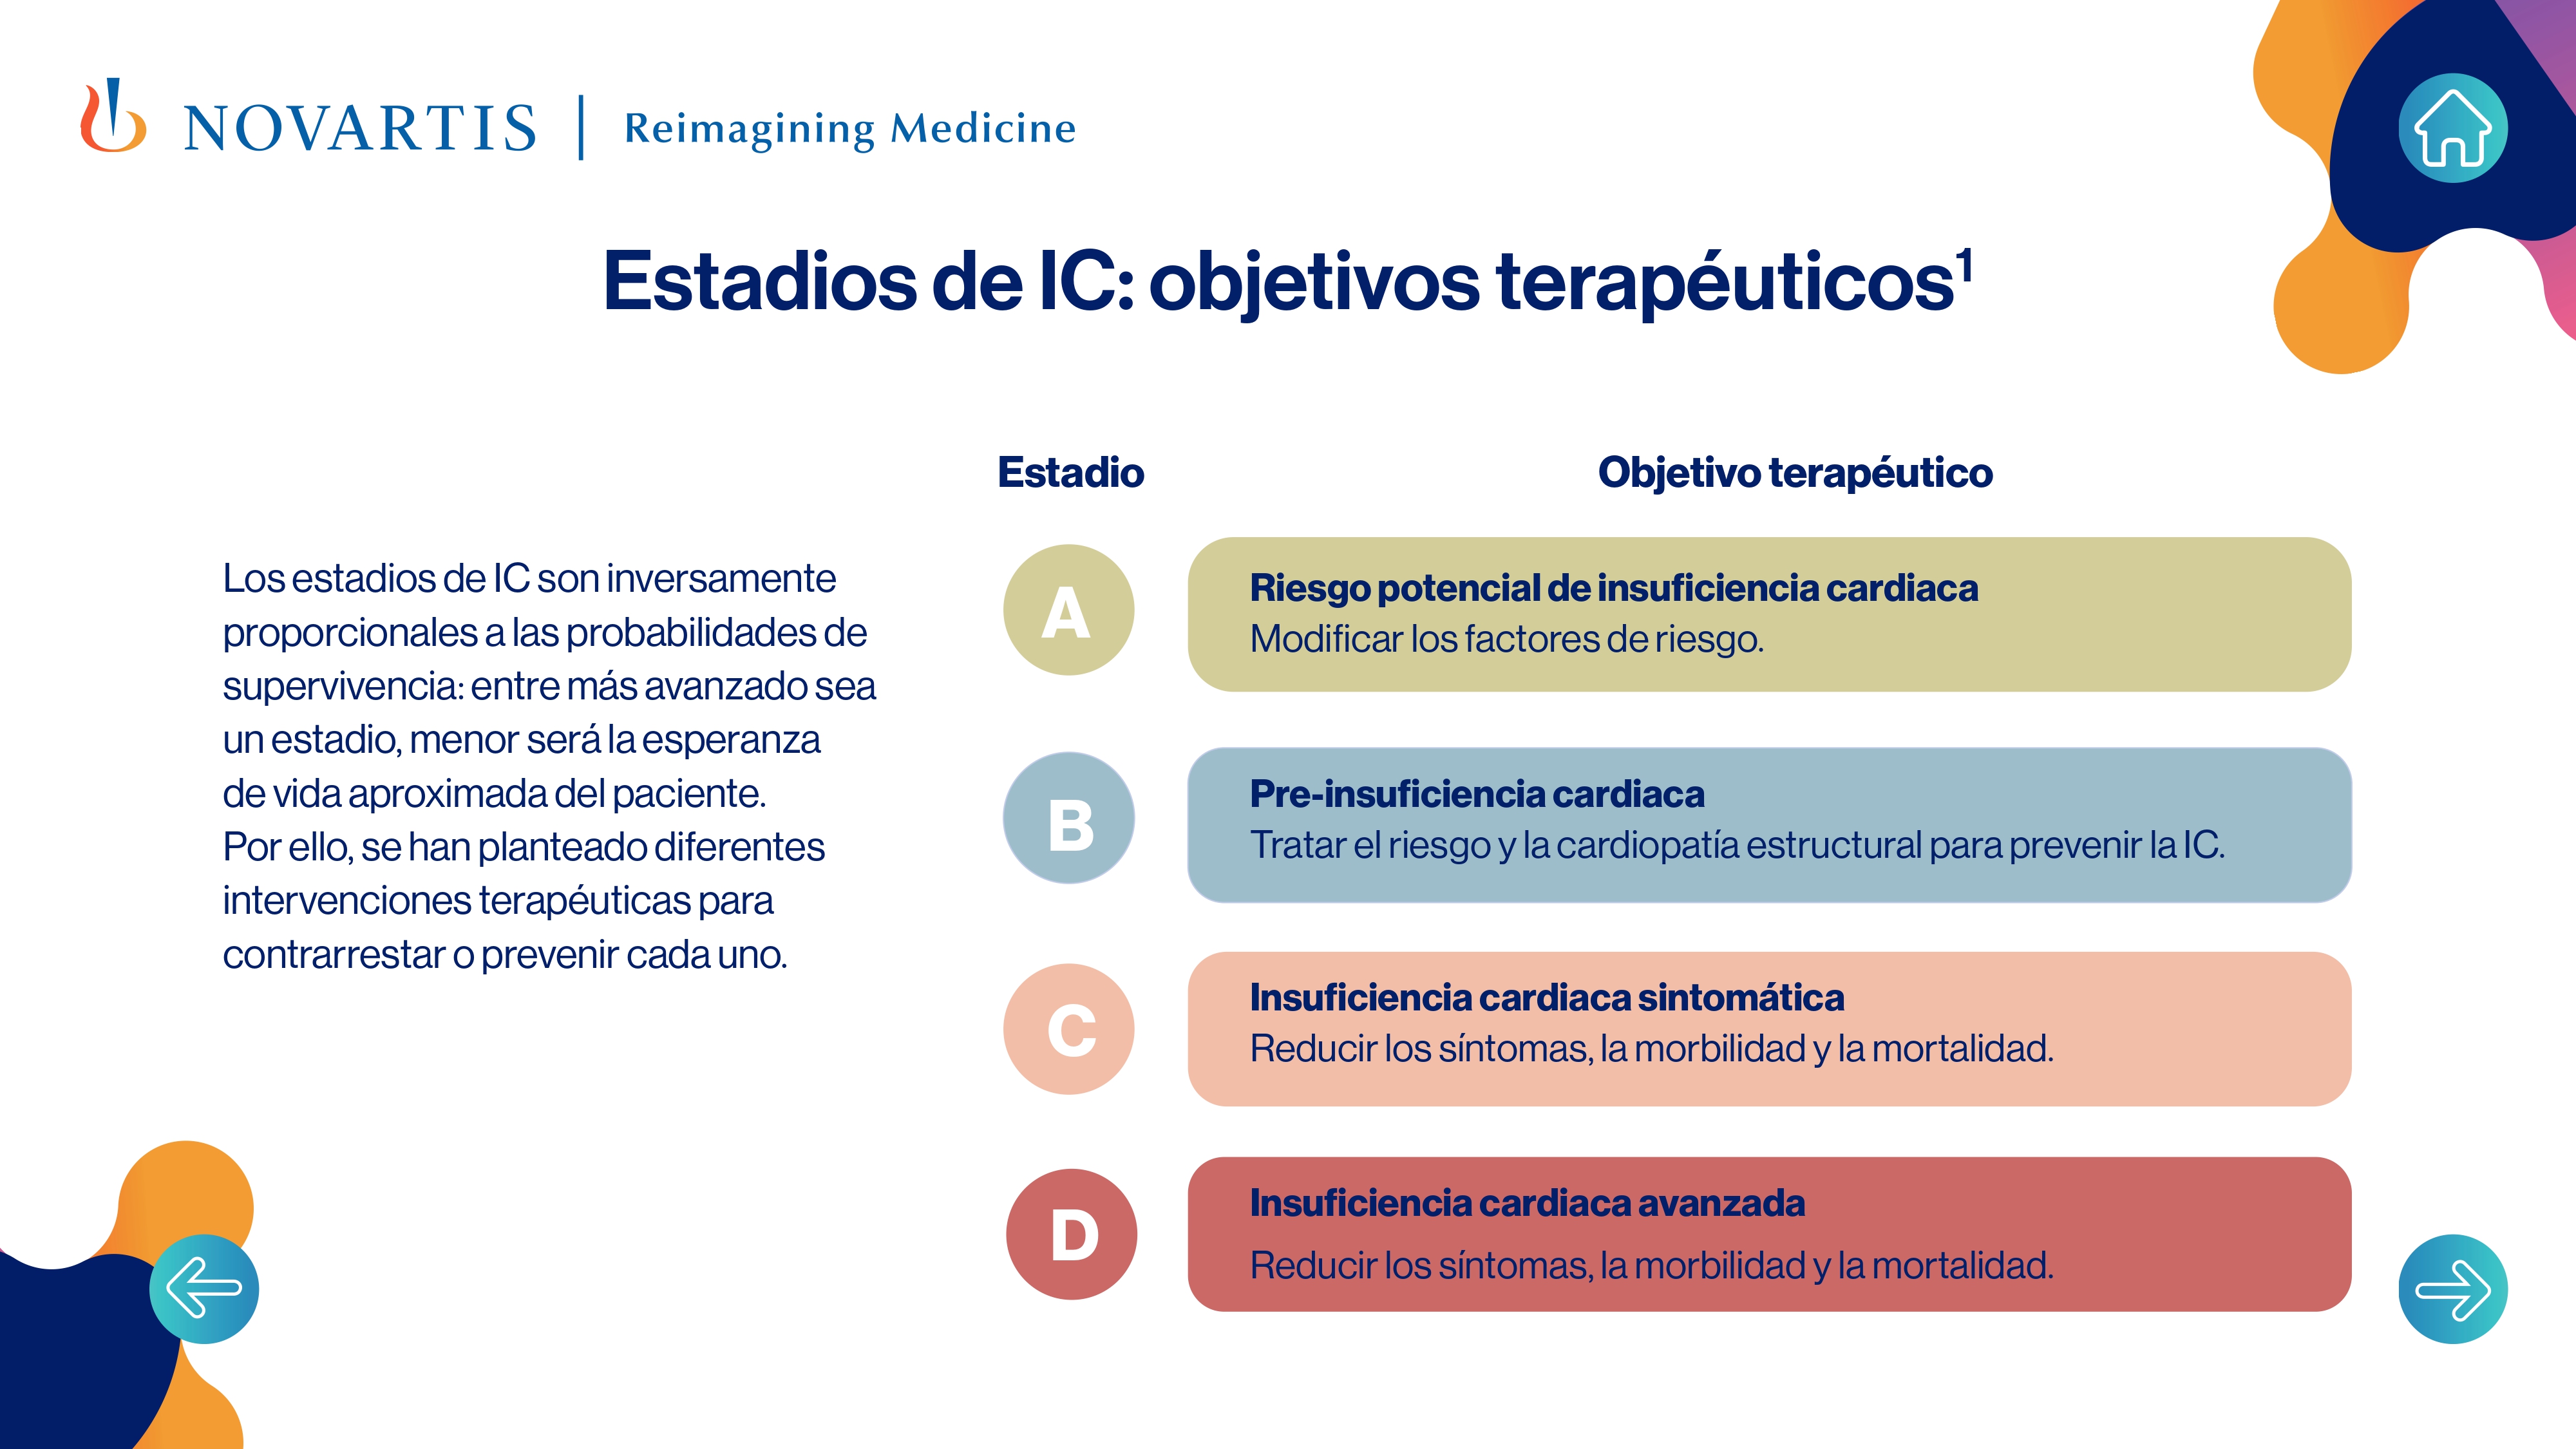 NOVARTIS | Reimagining Medicine
Estadios de IC: objetivos terapéuticos¹
Los estadios de IC son inversamente
proporcionales a las probabilidades de
supervivencia: entre más avanzado sea
un estadio, menor será la esperanza
de vida aproximada del paciente.
Por ello, se han planteado diferentes
intervenciones terapéuticas para
contrarrestar o prevenir cada uno.
Estadio
Objetivo terapéutico
A
Riesgo potencial de insuficiencia cardiaca
Modificar los factores de riesgo.
B
Pre-insuficiencia cardiaca
Tratar el riesgo y la cardiopatía estructural para prevenir la IC.
C
Insuficiencia cardiaca sintomática
Reducir los síntomas, la morbilidad y la mortalidad.
D
Insuficiencia cardiaca avanzada
Reducir los síntomas, la morbilidad y la mortalidad.